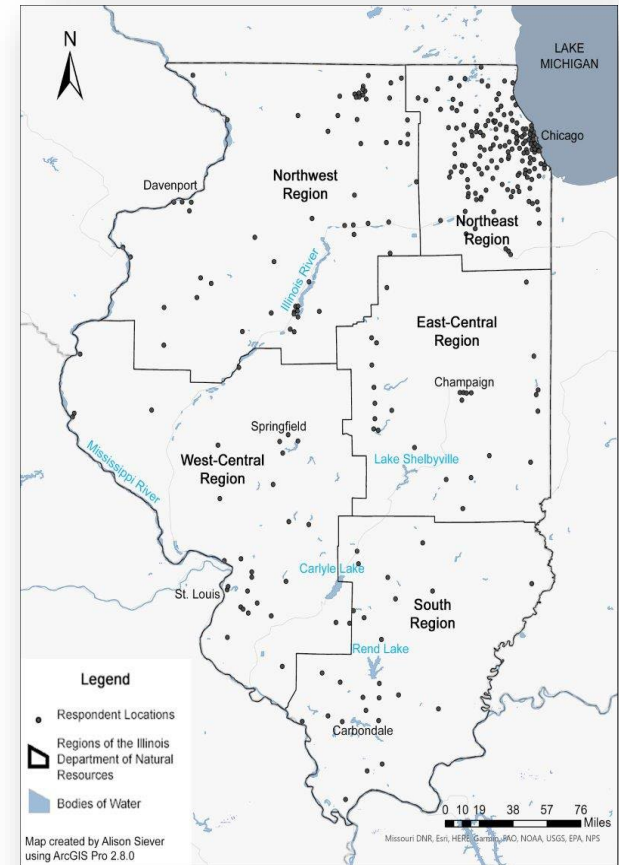 N
LAKE
MICHIGAN
Chicago
Northwest
Region
Davenport
Northeast
Region
Illinois River
East-Central
Region
Champaign
Springfield
West-Central
Region
Lake Shelbyville
Mississippi River
Carlyle Lake
St. Louis
South
Region
Rend Lake
Carbondale
Legend
Respondent Locations
Regions of the Illinois
Department of Natural
Resources
Bodies of Water
0 10 19 38 57 76
Miles
Map created by Alison Siever
using ArcGIS Pro 2.8.0
Missouri DNR, Esri, HERE, Garmin, FAO, NOAA, USGS, EPA, NPS